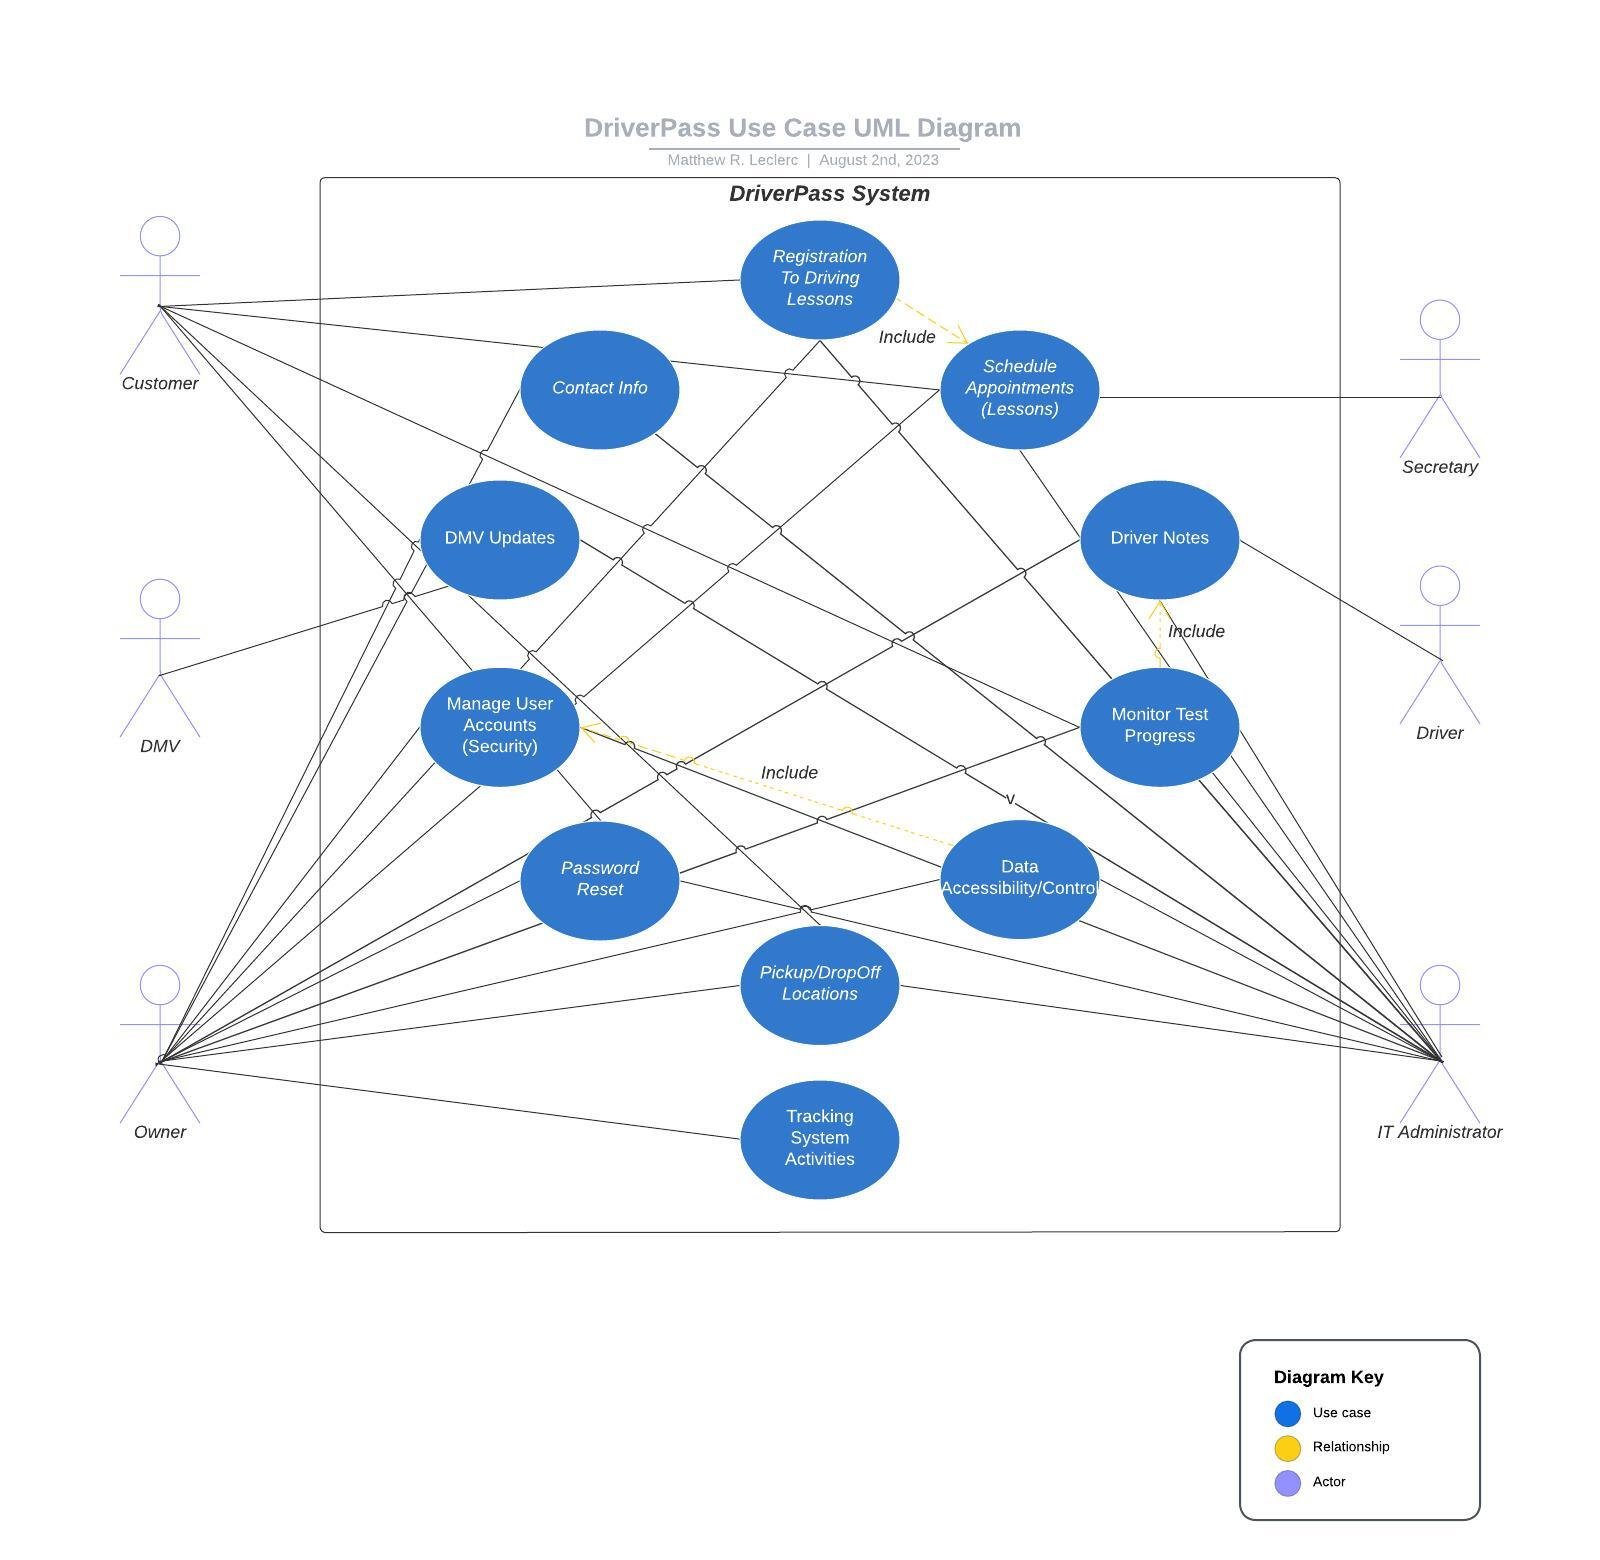 DriverPass Use Case UML Diagram
Matthew R. Leclerc | August 2nd, 2023
DriverPass System
Registration
To Driving
Lessons
Include
Contact Info
Schedule
Appointments
(Lessons)
Customer
Secretary
DMV Updates
Driver Notes
Include
Manage User
Accounts
(Security)
Monitor Test
Progress
DMV
Driver
Include
v
Password
Reset
Data
Accessibility/Control
Pickup/DropOff
Locations
Owner
IT Administrator
Tracking
System
Activities
Diagram Key
Use case
Relationship
Actor